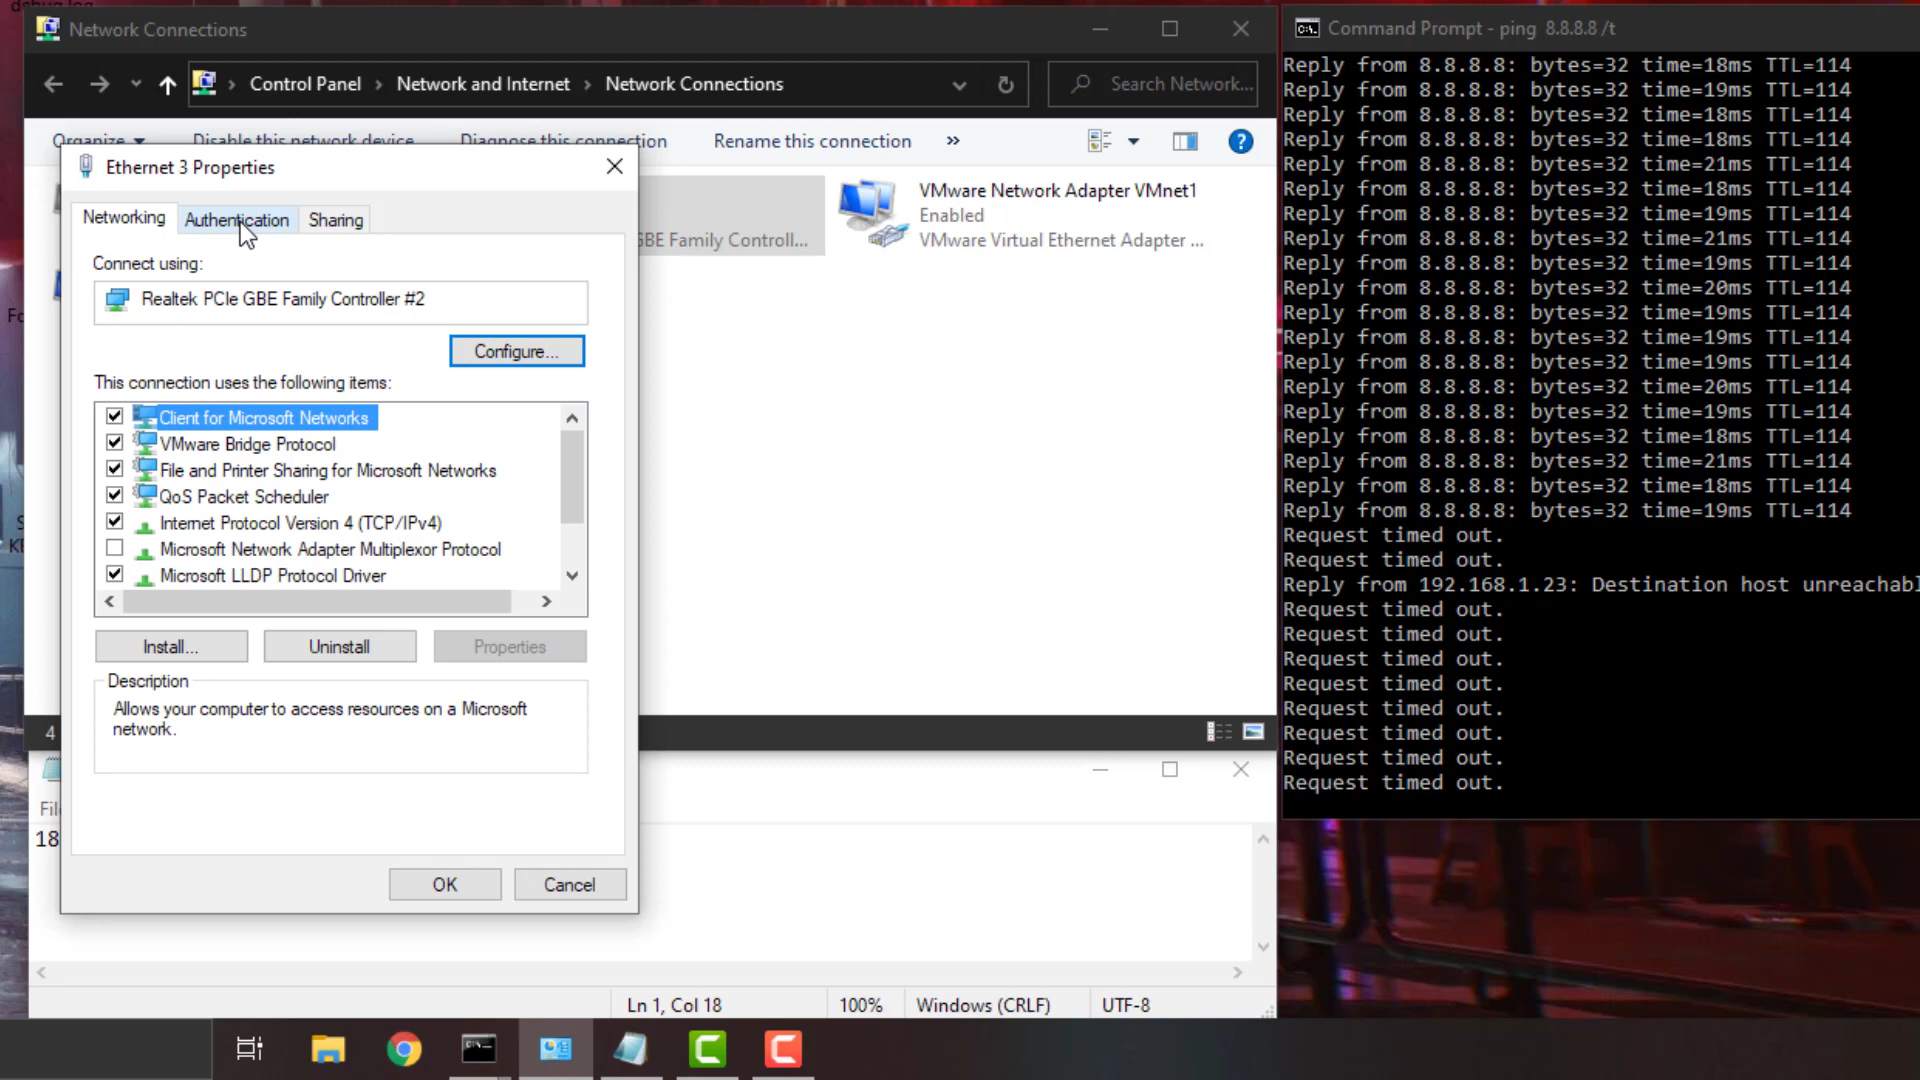 debug.log
Network Connections
Control Panel
Network and Internet
Network Connections
Search Network...
Organize
Disable this network device
Diagnose this connection
Rename this connection
»
Ethernet 3 Properties
Networking
Authentication
Sharing
Connect using:
Realtek PCIe GBE Family Controller #2
Configure...
This connection uses the following items:
Client for Microsoft Networks
VMware Bridge Protocol
File and Printer Sharing for Microsoft Networks
QoS Packet Scheduler
Internet Protocol Version 4 (TCP/IPv4)
Microsoft Network Adapter Multiplexor Protocol
Microsoft LLDP Protocol Driver
Install...
Uninstall
Properties
Description
Allows your computer to access resources on a Microsoft
network.
OK
Cancel
GBE Family Controll...
VMware Network Adapter VMnet1
Enabled
VMware Virtual Ethernet Adapter ...
4
18
Ln 1, Col 18
100%
Windows (CRLF)
UTF-8
Command Prompt - ping 8.8.8.8 /t
Reply from 8.8.8.8: bytes=32 time=18ms TTL=114
Reply from 8.8.8.8: bytes=32 time=19ms TTL=114
Reply from 8.8.8.8: bytes=32 time=18ms TTL=114
Reply from 8.8.8.8: bytes=32 time=18ms TTL=114
Reply from 8.8.8.8: bytes=32 time=21ms TTL=114
Reply from 8.8.8.8: bytes=32 time=18ms TTL=114
Reply from 8.8.8.8: bytes=32 time=19ms TTL=114
Reply from 8.8.8.8: bytes=32 time=21ms TTL=114
Reply from 8.8.8.8: bytes=32 time=19ms TTL=114
Reply from 8.8.8.8: bytes=32 time=20ms TTL=114
Reply from 8.8.8.8: bytes=32 time=19ms TTL=114
Reply from 8.8.8.8: bytes=32 time=19ms TTL=114
Reply from 8.8.8.8: bytes=32 time=19ms TTL=114
Reply from 8.8.8.8: bytes=32 time=20ms TTL=114
Reply from 8.8.8.8: bytes=32 time=19ms TTL=114
Reply from 8.8.8.8: bytes=32 time=18ms TTL=114
Reply from 8.8.8.8: bytes=32 time=21ms TTL=114
Reply from 8.8.8.8: bytes=32 time=18ms TTL=114
Reply from 8.8.8.8: bytes=32 time=19ms TTL=114
Request timed out.
Request timed out.
Reply from 192.168.1.23: Destination host unreachabl
Request timed out.
Request timed out.
Request timed out.
Request timed out.
Request timed out.
Request timed out.
Request timed out.
Request timed out.